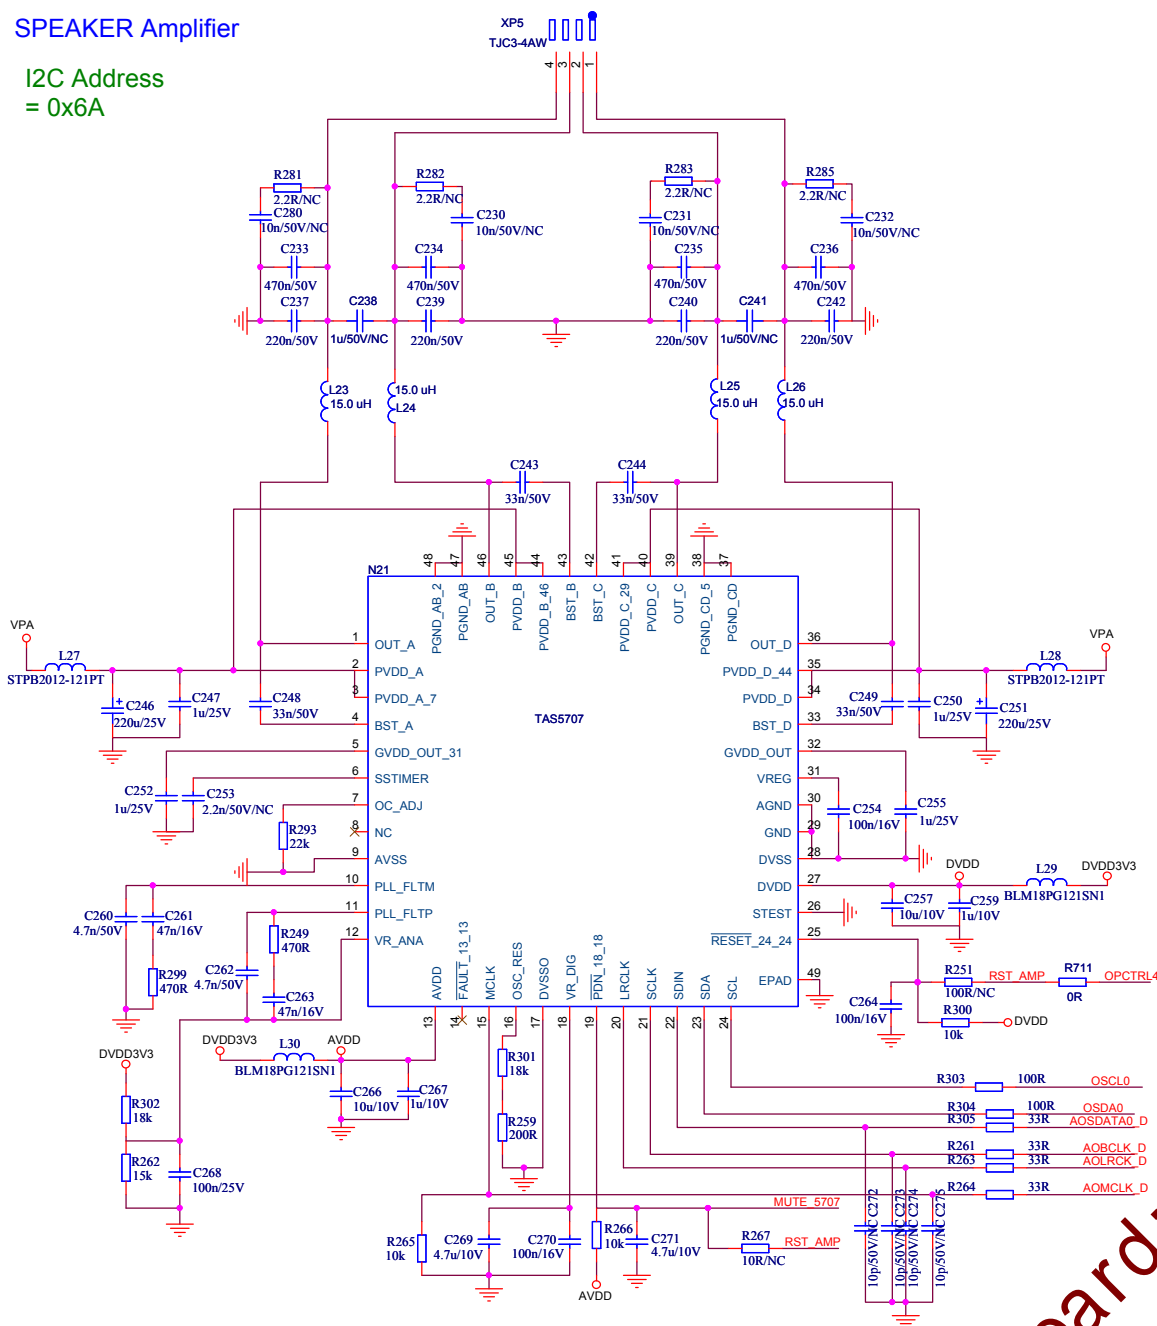 SPEAKER Amplifier
I2C Address
= 0x6A
XP5
TJC3-4AW
4
3
2
1
R281
2.2R/NC
C280
10n/50V/NC
C233
470n/50V
C237
220n/50V
C238
1u/50V/NC
R282
2.2R/NC
C230
10n/50V/NC
C234
470n/50V
C239
220n/50V
R283
2.2R/NC
C231
10n/50V/NC
C235
470n/50V
C240
220n/50V
C241
1u/50V/NC
R285
2.2R/NC
C232
10n/50V/NC
C236
470n/50V
C242
220n/50V
L23
15.0 uH
15.0 uH
L24
L25
15.0 uH
L26
15.0 uH
C243
33n/50V
C244
33n/50V
N21
48
47
46
45
44
43
42
41
40
39
38
37
PGND_AB_2
PGND_AB
OUT_B
PVDD_B
PVDD_B_46
BST_B
BST_C
PVDD_C_29
PVDD_C
OUT_C
PGND_CD_5
PGND_CD
TAS5707
1 OUT_A
2 PVDD_A
3 PVDD_A_7
4 BST_A
5 GVDD_OUT_31
6 SSTIMER
7 OC_ADJ
8 NC
9 AVSS
10 PLL_FLTM
11 PLL_FLTP
12 VR_ANA
OUT_D 36
PVDD_D_44 35
PVDD_D 34
BST_D 33
GVDD_OUT 32
VREG 31
AGND 30
GND 29
DVSS 28
DVDD 27
STEST 26
RESET_24_24 25
EPAD 49
AVDD
FAULT_13_13
MCLK
OSC_RES
DVSSO
VR_DIG
PDN_18_18
LRCLK
SCLK
SDIN
SDA
SCL
13
14
15
16
17
18
19
20
21
22
23
24
VPA
L27
STPB2012-121PT
C246
220u/25V
C247
1u/25V
C248
33n/50V
C252
1u/25V
C253
2.2n/50V/NC
R293
22k
C260
4.7n/50V
C261
47n/16V
R299
470R
C262
4.7n/50V
R249
470R
C263
47n/16V
VPA
L28
STPB2012-121PT
C249
33n/50V
C250
1u/25V
C251
220u/25V
C254
100n/16V
C255
1u/25V
DVDD
L29
DVDD3V3
BLM18PG121SN1
C257
10u/10V
C259
1u/10V
R251
100R/NC
RST_AMP
R711
0R
OPCTRL4
C264
100n/16V
R300
10k
DVDD
DVDD3V3
L30
BLM18PG121SN1
AVDD
C266
10u/10V
C267
1u/10V
DVDD3V3
R302
18k
R262
15k
C268
100n/25V
R301
18k
R259
200R
R303 100R OSCL0
R304 100R OSDA0
R305 33R AOSDATA0_D
R261 33R AOBCLK_D
R263 33R AOLRCK_D
R264 33R AOMCLK_D
MUTE_5707
R265
10k
C269
4.7u/10V
C270
100n/16V
R266
10k
C271
4.7u/10V
R267
10R/NC
RST_AMP
AVDD
10p/50V/NC C272
10p/50V/NC C273
10p/50V/NC C274
10p/50V/NC C275